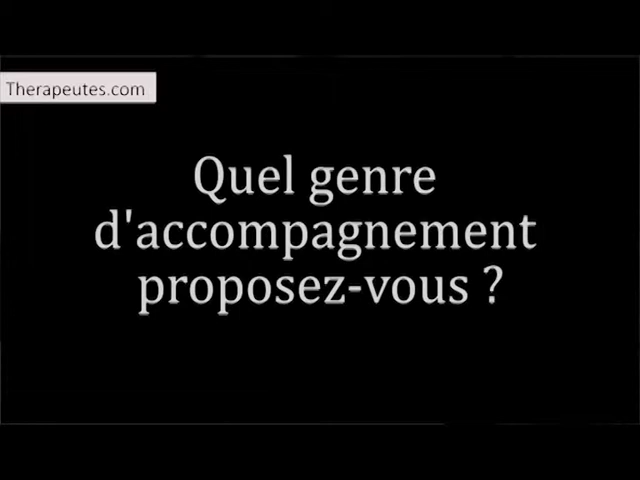 Therapeutes.com
Quel genre
d'accompagnement
proposez-vous ?